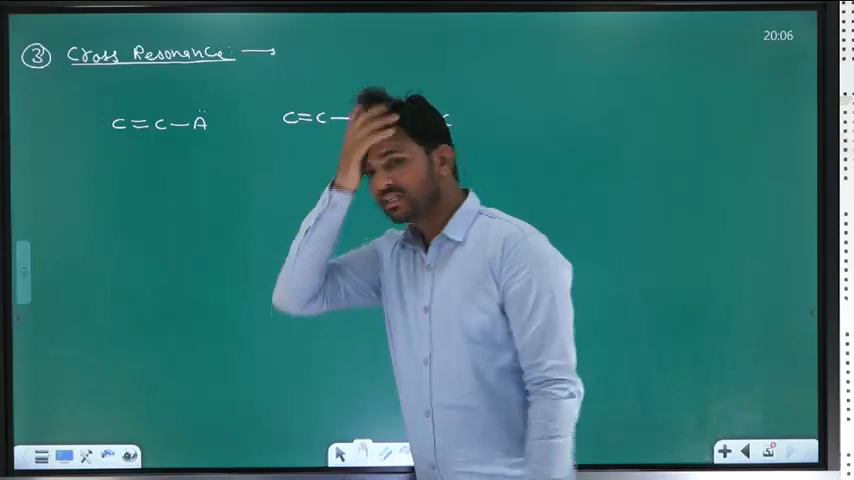 20:06
③ Cross Resonance: →
C=C-Ä C=C- C